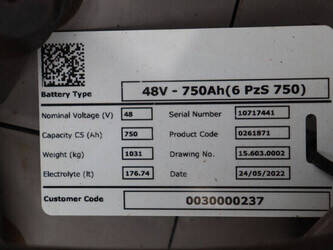 Battery Type 48V - 750Ah(6 PzS 750)
Nominal Voltage (V) 48 Serial Number 10717441
Capacity C5 (Ah) 750 Product Code 0261871
Weight (kg) 1031 Drawing No. 15.603.0002
Electrolyte (lt) 176.74 Date 24/05/2022
Customer Code 0030000237